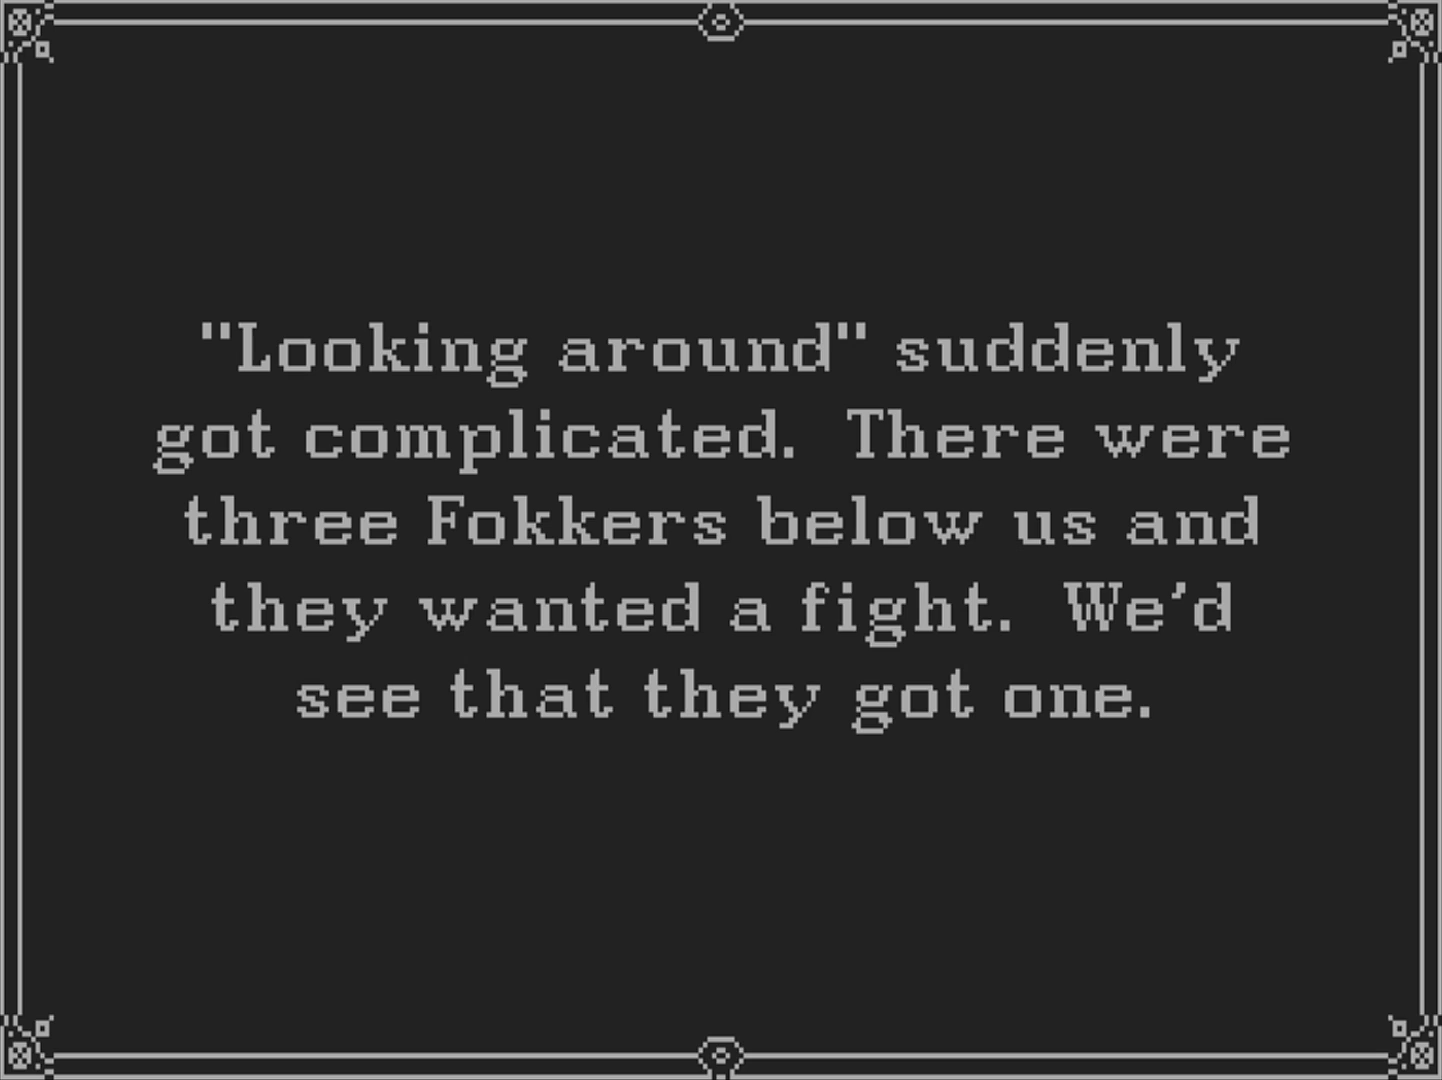 "Looking around" suddenly
got complicated.  There were
three Fokkers below us and
they wanted a fight.  We'd
see that they got one.